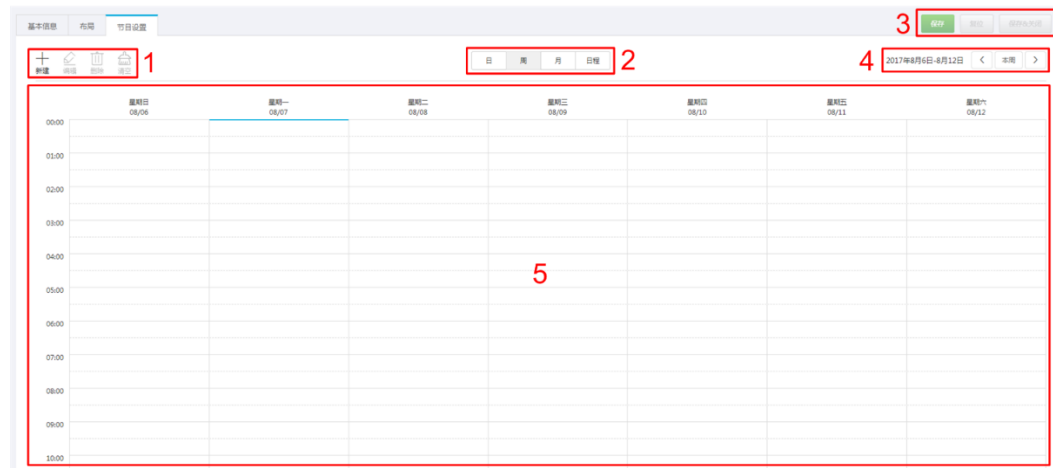 基本信息 布局 节目设置
3 保存
新建 编辑 删除 清空 1
日 周 月 日程 2
4 2017年8月6日-8月12日 < 本周 >
星期日 星期一 星期二 星期三 星期四 星期五 星期六
08/06 08/07 08/08 08/09 08/10 08/11 08/12
00:00
01:00
02:00
03:00
04:00
5
05:00
06:00
07:00
08:00
09:00
10:00